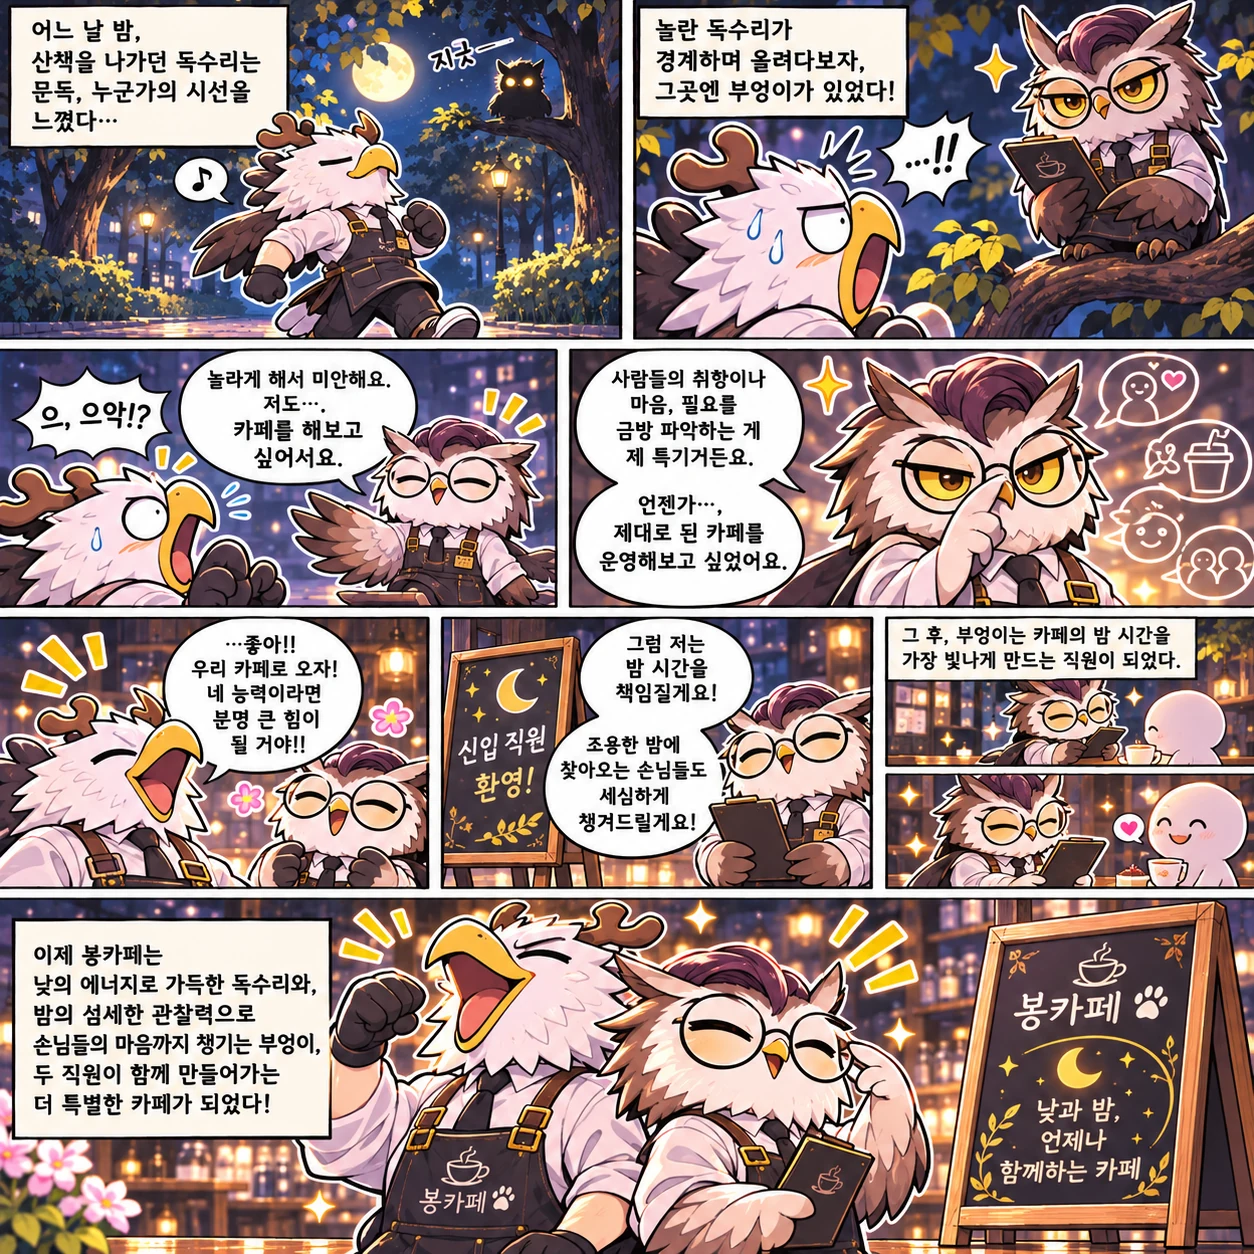 어느 날 밤,
산책을 나가던 독수리는
문득, 누군가의 시선을
느꼈다…
지긋—
놀란 독수리가
경계하며 올려다보자,
그곳엔 부엉이가 있었다!
…!!
으, 으악!?
놀라게 해서 미안해요.
저도….
카페를 해보고
싶어서요.
사람들의 취향이나
마음, 필요를
금방 파악하는 게
제 특기거든요.
언젠가…,
제대로 된 카페를
운영해보고 싶었어요.
…좋아!!
우리 카페로 오자!
네 능력이라면
분명 큰 힘이
될 거야!!
신입 직원
환영!
그럼 저는
밤 시간을
책임질게요!
조용한 밤에
찾아오는 손님들도
세심하게
챙겨드릴게요!
그 후, 부엉이는 카페의 밤 시간을
가장 빛나게 만드는 직원이 되었다.
이제 봉카페는
낮의 에너지로 가득한 독수리와,
밤의 섬세한 관찰력으로
손님들의 마음까지 챙기는 부엉이,
두 직원이 함께 만들어가는
더 특별한 카페가 되었다!
봉카페
봉카페
낮과 밤,
언제나
함께하는 카페